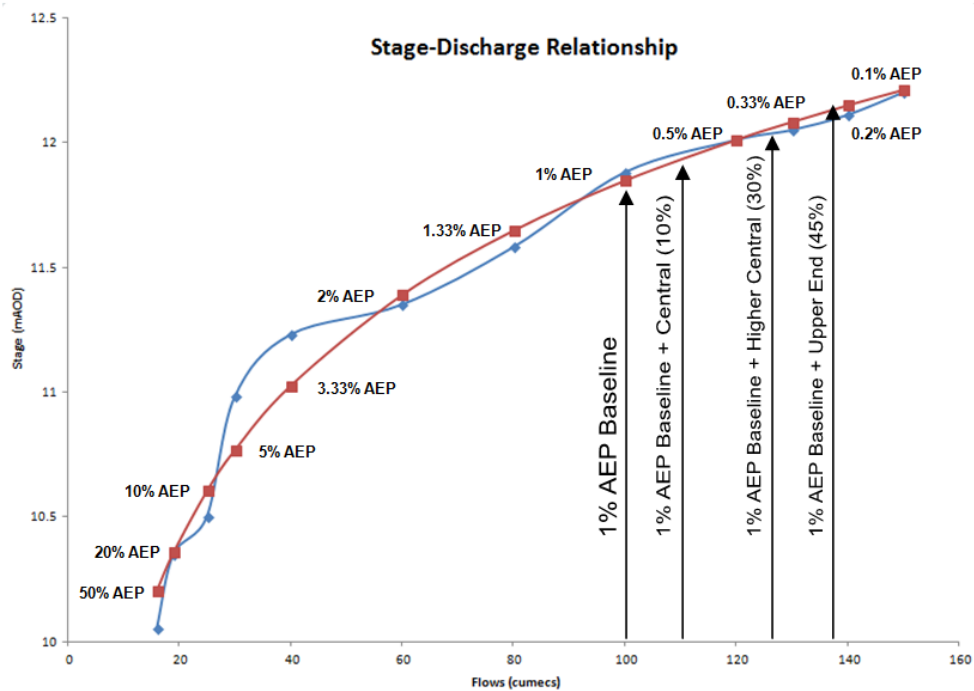 Stage-Discharge Relationship
12.5
12
11.5
11
10.5
10
Stage (mAOD)
0.1% AEP
0.33% AEP
0.2% AEP
0.5% AEP
1% AEP
1.33% AEP
2% AEP
3.33% AEP
5% AEP
10% AEP
20% AEP
50% AEP
1% AEP Baseline
1% AEP Baseline + Central (10%)
1% AEP Baseline + Higher Central (30%)
1% AEP Baseline + Upper End (45%)
0 20 40 60 80 100 120 140 160
Flows (cumecs)